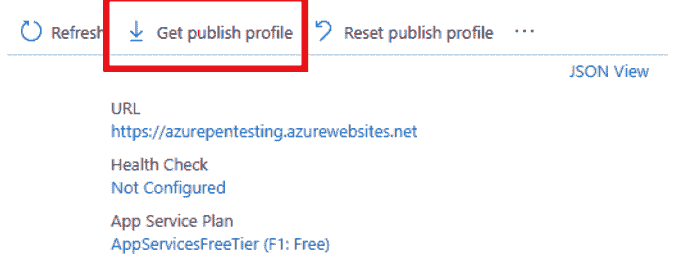 Refresh Get publish profile Reset publish profile ...
JSON View
URL
https://azurepentesting.azurewebsites.net
Health Check
Not Configured
App Service Plan
AppServicesFreeTier (F1: Free)